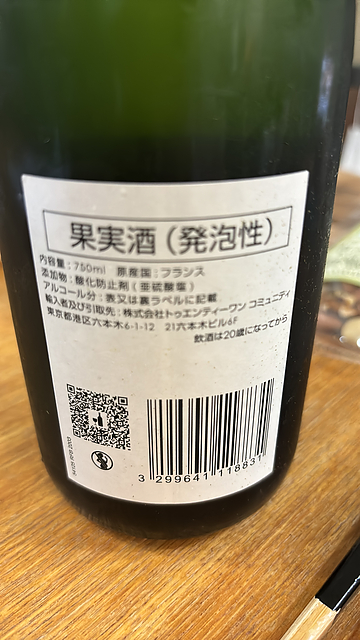 果実酒（発泡性）
内容量：750ml　原産国：フランス
添加物：酸化防止剤（亜硫酸塩）
アルコール分：表又は裏ラベルに記載
輸入者及び引取先：株式会社トゥエンティーワン コミュニティ
東京都港区六本木6-1-12　21六本木ビル6F
飲酒は20歳になってから
3 299641 118831